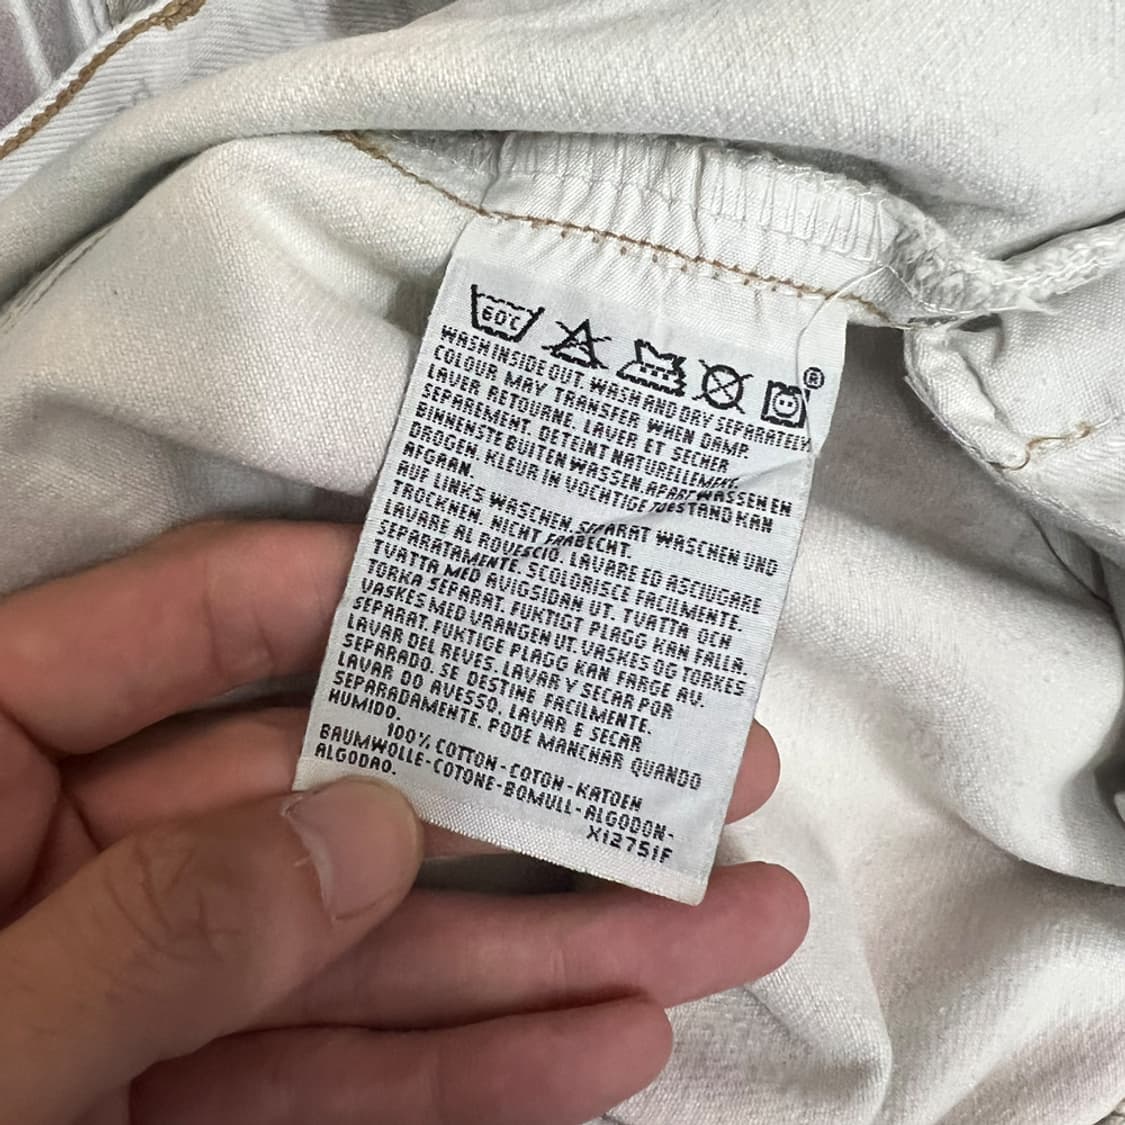 60°C
®
WASH INSIDE OUT. WASH AND DRY SEPARATELY
COLOUR MAY TRANSFER WHEN DAMP
LAVER RETOURNE. LAVER ET SECHER
SEPAREMENT. DETEINT NATURELLEMENT.
BINNENSTE BUITEN WASSEN. APART WASSEN EN
DROGEN. KLEUR IN VOCHTIGE TOESTAND KAN
AFGAAN.
AUF LINKS WASCHEN. SEPARAT WASCHEN UND
TROCKNEN. NICHT FARBECHT.
LAVARE AL ROVESCIO. LAVARE ED ASCIUGARE
SEPARATAMENTE. SCOLORISCE FACILMENTE.
TVATTA MED AVIGSIDAN UT. TVATTA OCH
TORKA SEPARAT. FUKTIGT PLAGG KAN FALLA.
VASKES MED VRANGEN UT. VASKES OG TORKES
SEPARAT. FUKTIGE PLAGG KAN FARGE AV.
LAVAR DEL REVES. LAVAR Y SECAR POR
SEPARADO. SE DESTINE FACILMENTE.
LAVAR DO AVESSO. LAVAR E SECAR
SEPARADAMENTE. PODE MANCHAR QUANDO
HUMIDO.
100% COTTON-COTON-KATOEN
BAUMWOLLE-COTONE-BOMULL-ALGODON-
ALGODAO.
X12751F